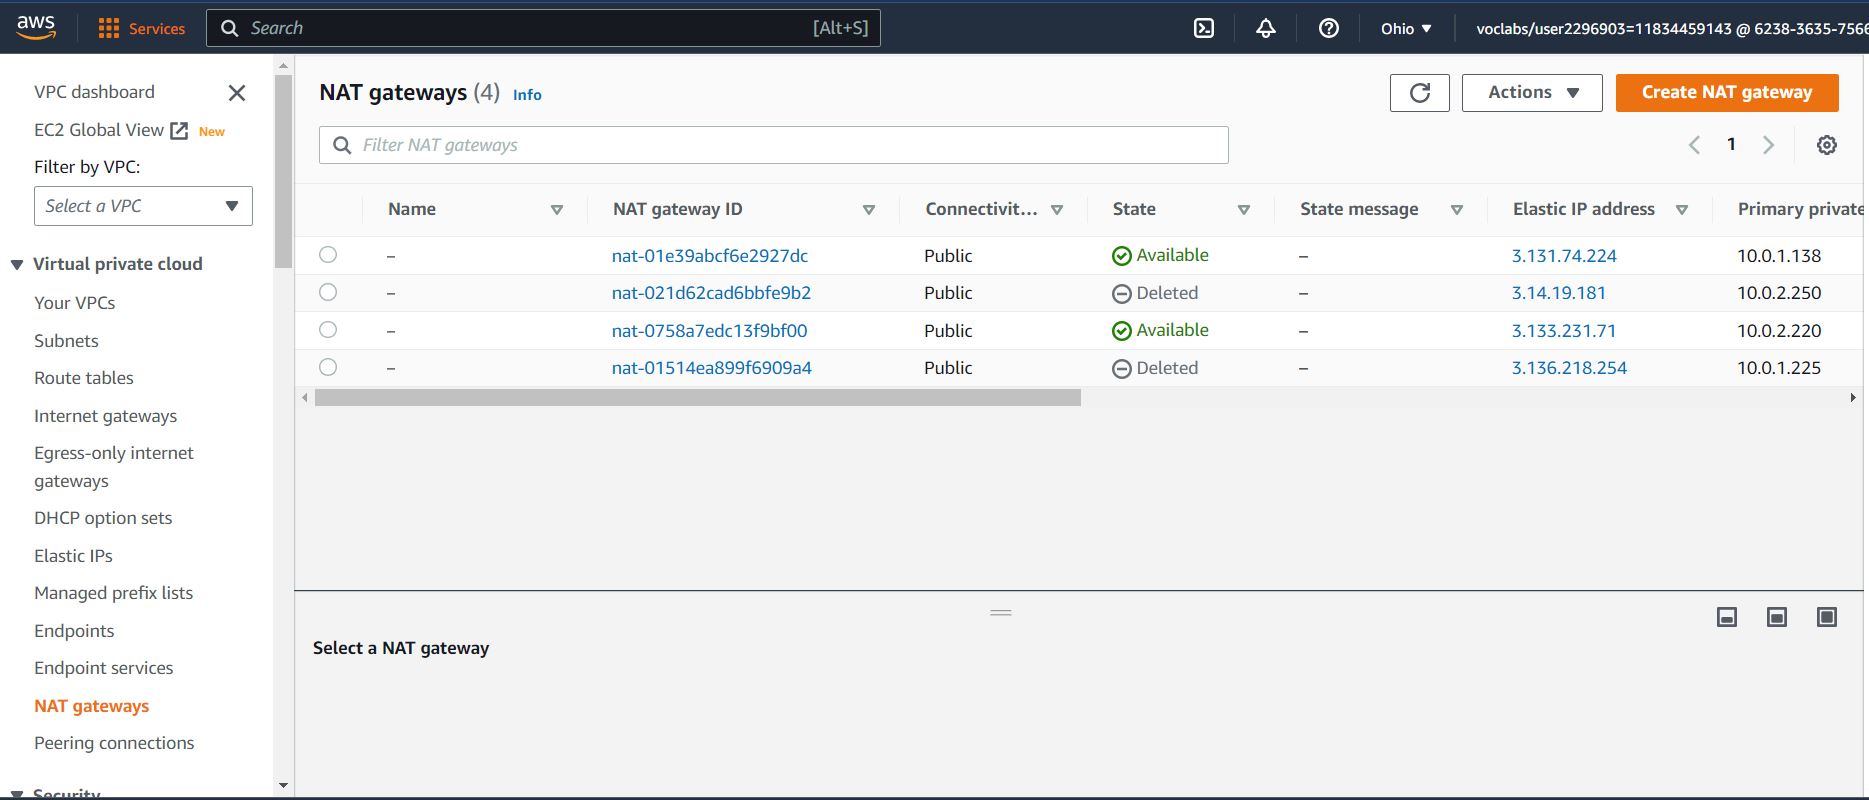 aws
Services
Search [Alt+S]
Ohio
voclabs/user2296903=11834459143 @ 6238-3635-7566
VPC dashboard
EC2 Global View New
Filter by VPC:
Select a VPC
Virtual private cloud
Your VPCs
Subnets
Route tables
Internet gateways
Egress-only internet
gateways
DHCP option sets
Elastic IPs
Managed prefix lists
Endpoints
Endpoint services
NAT gateways
Peering connections
Security
NAT gateways (4) Info
Actions
Create NAT gateway
Filter NAT gateways
1
Name NAT gateway ID Connectivit... State State message Elastic IP address Primary private
– nat-01e39abcf6e2927dc Public Available – 3.131.74.224 10.0.1.138
– nat-021d62cad6bbfe9b2 Public Deleted – 3.14.19.181 10.0.2.250
– nat-0758a7edc13f9bf00 Public Available – 3.133.231.71 10.0.2.220
– nat-01514ea899f6909a4 Public Deleted – 3.136.218.254 10.0.1.225
Select a NAT gateway